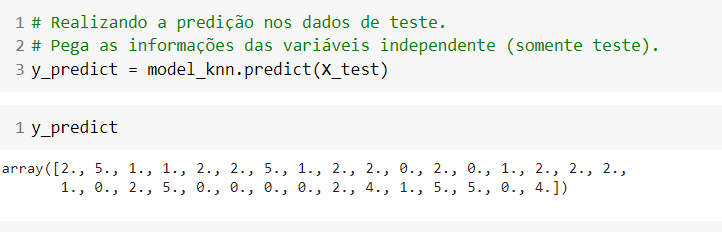 1 # Realizando a predição nos dados de teste.
2 # Pega as informações das variáveis independente (somente teste).
3 y_predict = model_knn.predict(X_test)
1 y_predict
array([2., 5., 1., 1., 2., 2., 5., 1., 2., 2., 0., 2., 0., 1., 2., 2., 2.,
1., 0., 2., 5., 0., 0., 0., 0., 2., 4., 1., 5., 5., 0., 4.])